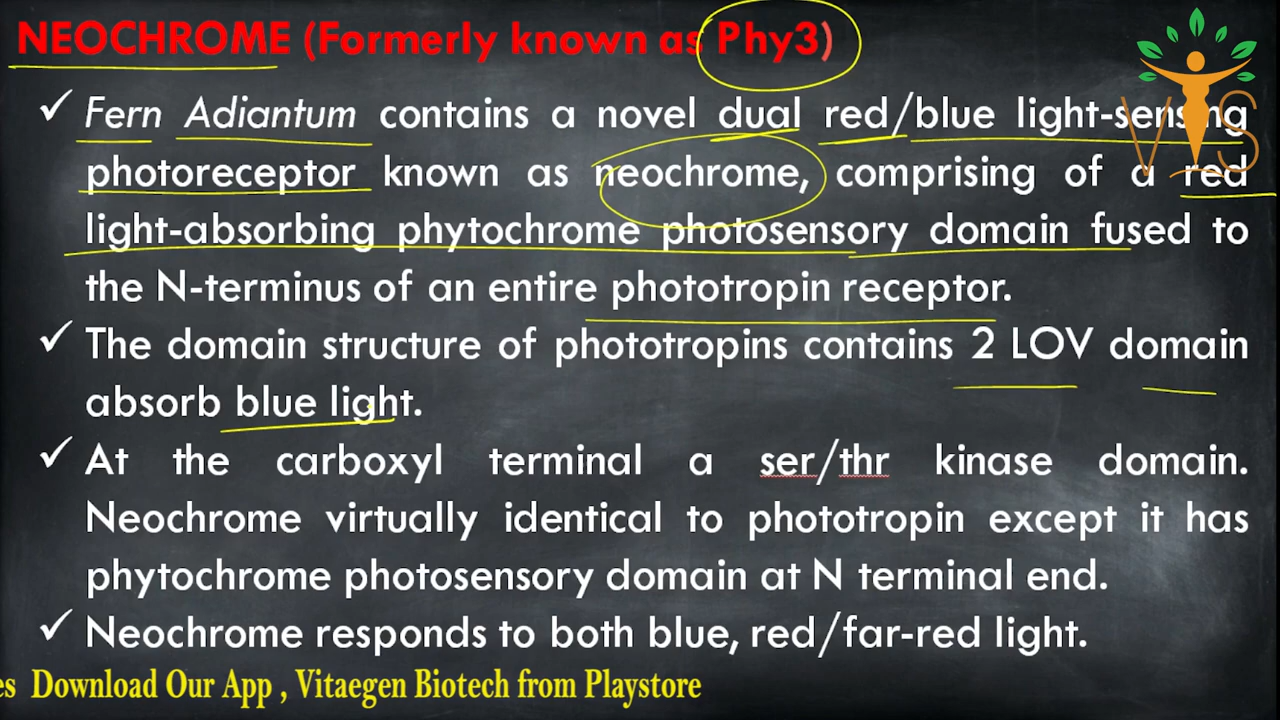 NEOCHROME (Formerly known as Phy3)
✓ Fern Adiantum contains a novel dual red/blue light-sensing
photoreceptor known as neochrome, comprising of a red
light-absorbing phytochrome photosensory domain fused to
the N-terminus of an entire phototropin receptor.
✓ The domain structure of phototropins contains 2 LOV domain
absorb blue light.
✓ At the carboxyl terminal a ser/thr kinase domain.
Neochrome virtually identical to phototropin except it has
phytochrome photosensory domain at N terminal end.
✓ Neochrome responds to both blue, red/far-red light.
es Download Our App , Vitaegen Biotech from Playstore
V S